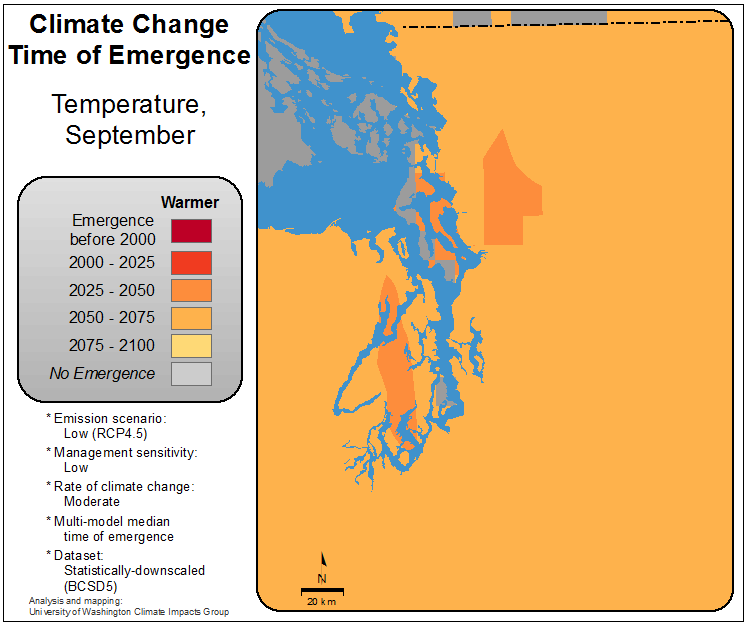 Climate Change
Time of Emergence
Temperature,
September
Warmer
Emergence
before 2000
2000 - 2025
2025 - 2050
2050 - 2075
2075 - 2100
No Emergence
* Emission scenario:
Low (RCP4.5)
* Management sensitivity:
Low
* Rate of climate change:
Moderate
* Multi-model median
time of emergence
* Dataset:
Statistically-downscaled
(BCSD5)
Analysis and mapping:
University of Washington Climate Impacts Group
N
20 km